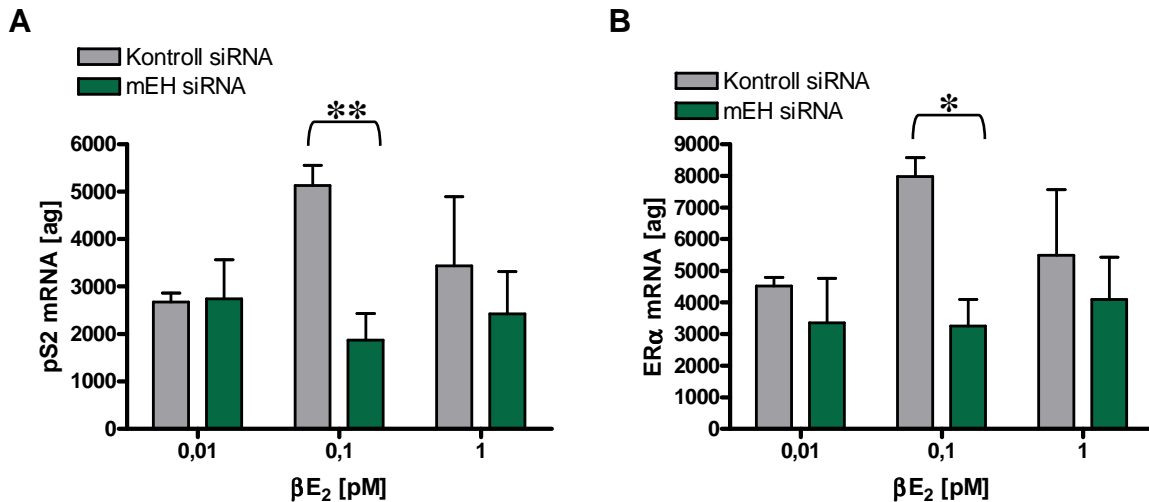 A
Kontroll siRNA
mEH siRNA
**
6000
5000
4000
3000
2000
1000
0
pS2 mRNA [ag]
0,01 0,1 1
βE2 [pM]
B
Kontroll siRNA
mEH siRNA
*
9000
8000
7000
6000
5000
4000
3000
2000
1000
0
ERα mRNA [ag]
0,01 0,1 1
βE2 [pM]